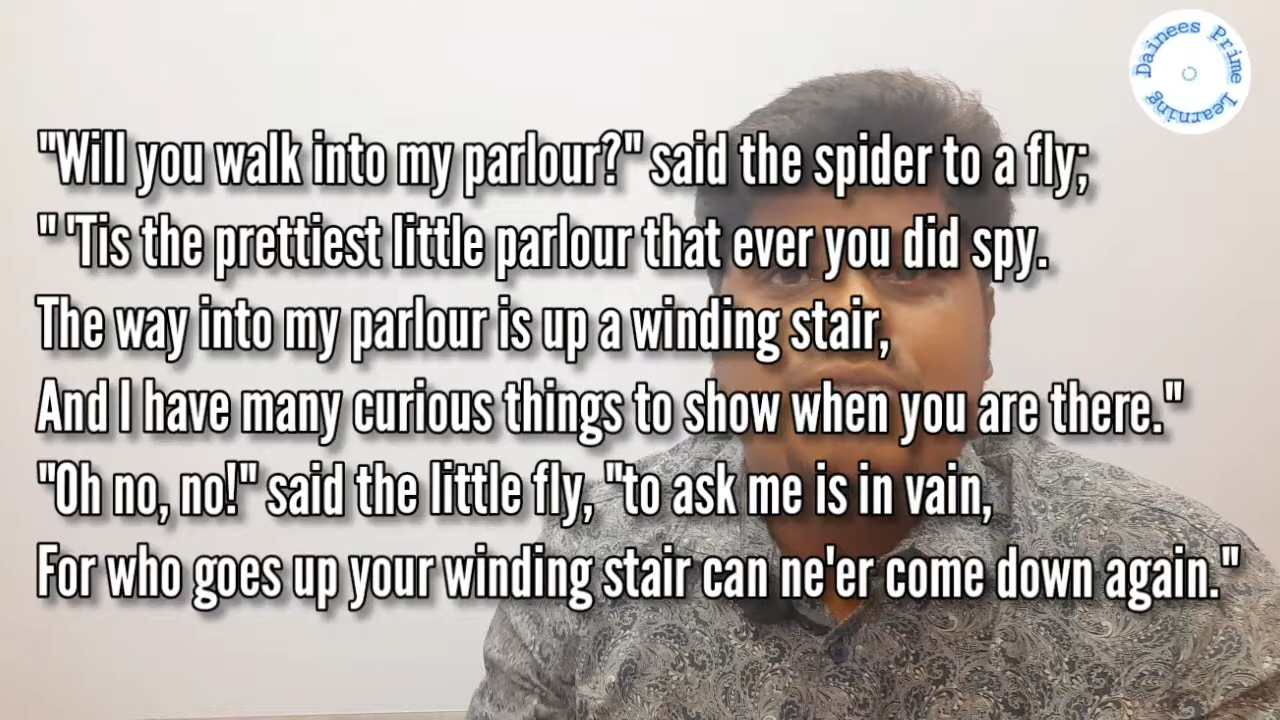 Dainees Prime Learning
"Will you walk into my parlour?" said the spider to a fly;
" 'Tis the prettiest little parlour that ever you did spy.
The way into my parlour is up a winding stair,
And I have many curious things to show when you are there."
"Oh no, no!" said the little fly, "to ask me is in vain,
For who goes up your winding stair can ne'er come down again."